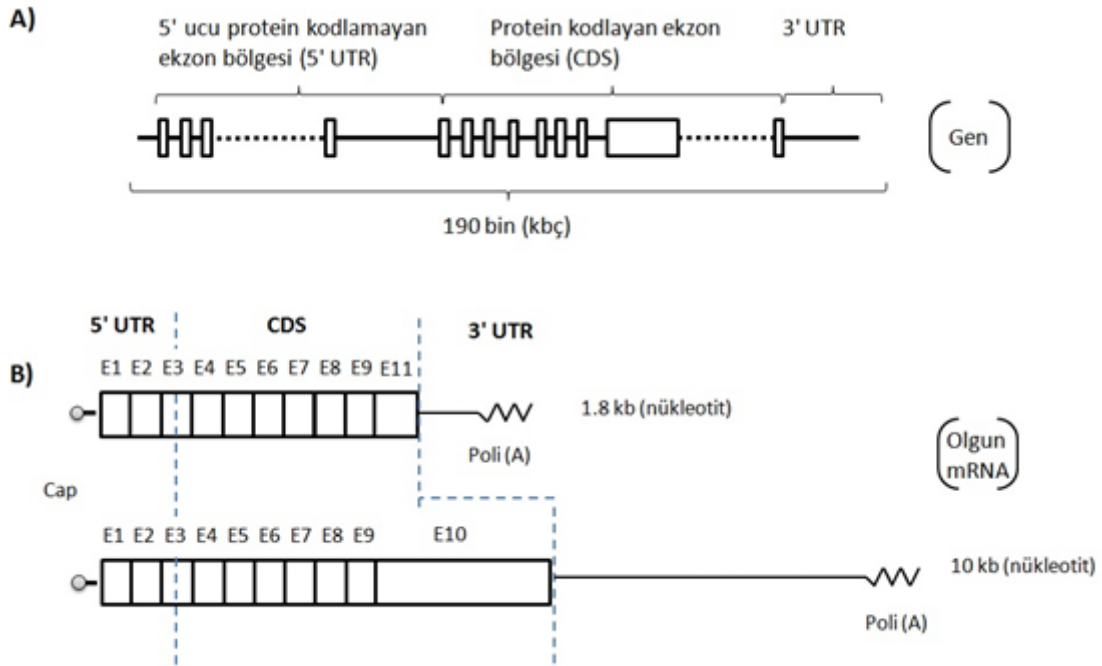 A)
5' ucu protein kodlamayan
ekzon bölgesi (5' UTR)
Protein kodlayan ekzon
bölgesi (CDS)
3' UTR
Gen
190 bin (kbç)
5' UTR
CDS
3' UTR
B)
E1 E2 E3 E4 E5 E6 E7 E8 E9 E11
1.8 kb (nükleotit)
Poli (A)
Olgun
mRNA
Cap
E1 E2 E3 E4 E5 E6 E7 E8 E9 E10
10 kb (nükleotit)
Poli (A)